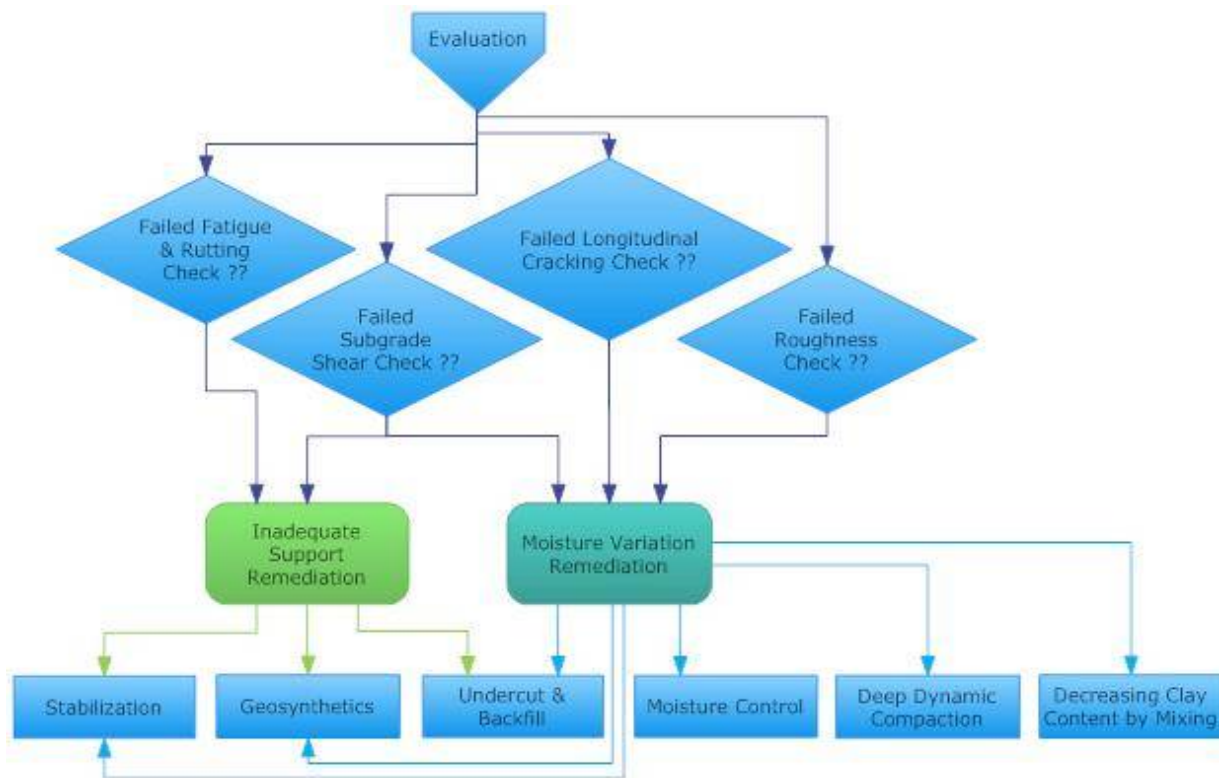 Evaluation
Failed Fatigue
& Rutting
Check ??
Failed Longitudinal
Cracking Check ??
Failed
Subgrade
Shear Check ??
Failed
Roughness
Check ??
Inadequate
Support
Remediation
Moisture Variation
Remediation
Stabilization
Geosynthetics
Undercut &
Backfill
Moisture Control
Deep Dynamic
Compaction
Decreasing Clay
Content by Mixing